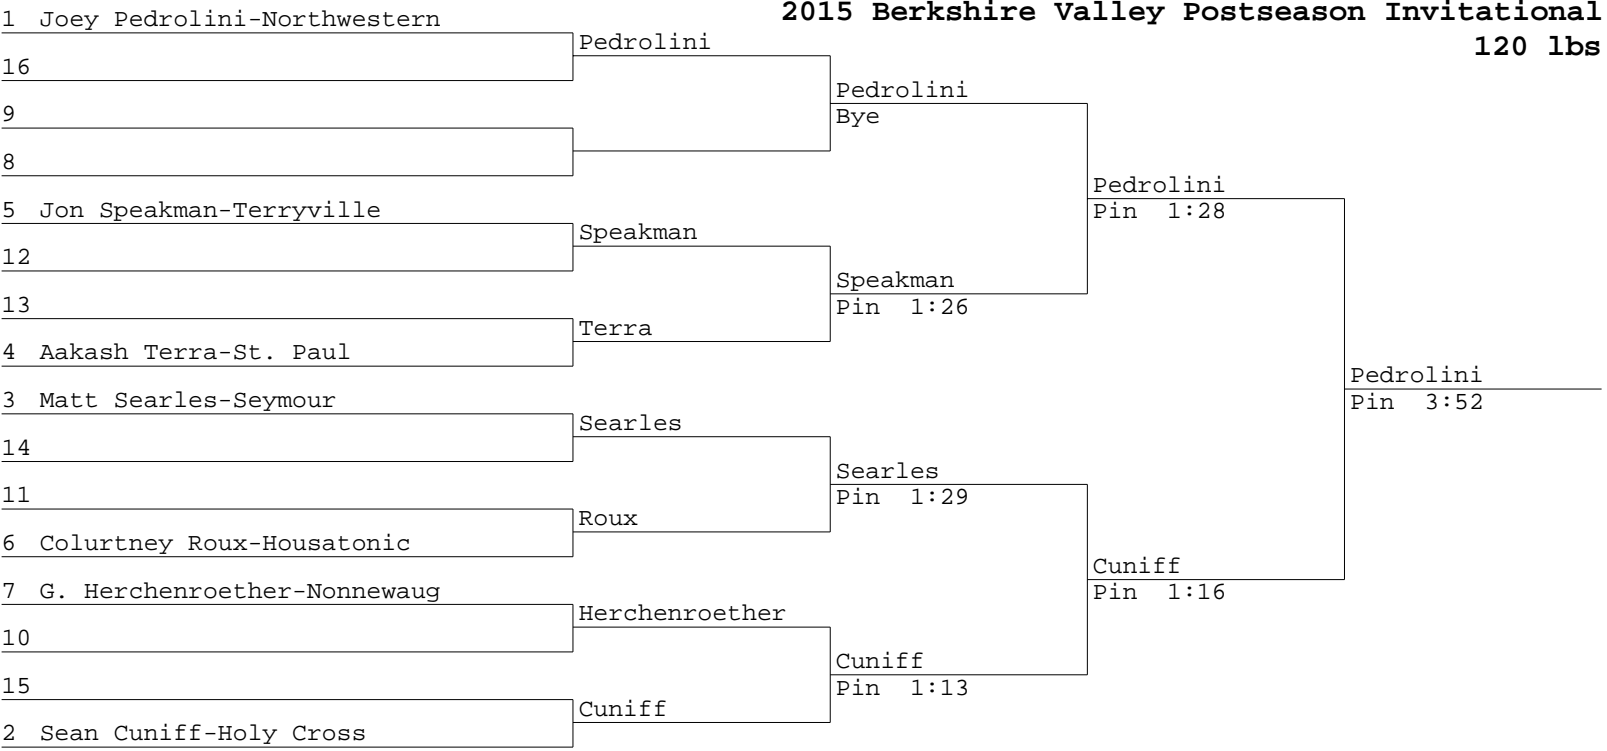 2015 Berkshire Valley Postseason Invitational
120 lbs
1 Joey Pedrolini-Northwestern
16
9
8
5 Jon Speakman-Terryville
12
13
4 Aakash Terra-St. Paul
3 Matt Searles-Seymour
14
11
6 Colurtney Roux-Housatonic
7 G. Herchenroether-Nonnewaug
10
15
2 Sean Cuniff-Holy Cross
Pedrolini
Speakman
Terra
Searles
Roux
Herchenroether
Cuniff
Pedrolini
Bye
Speakman
Pin 1:26
Searles
Pin 1:29
Cuniff
Pin 1:13
Pedrolini
Pin 1:28
Cuniff
Pin 1:16
Pedrolini
Pin 3:52